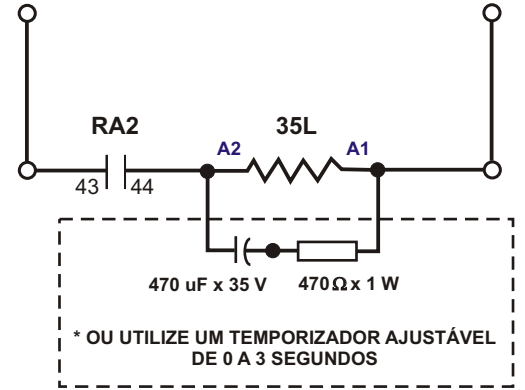 RA2
35L
A2
A1
43
44
470 uF x 35 V
470Ω x 1 W
* OU UTILIZE UM TEMPORIZADOR AJUSTÁVEL
DE 0 A 3 SEGUNDOS